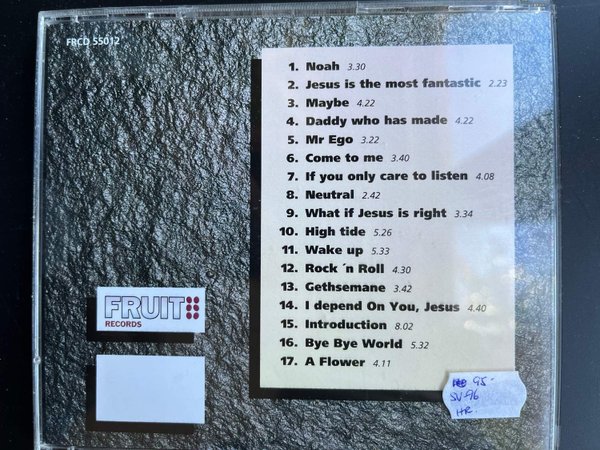 FRCD 55012
1. Noah 3.30
2. Jesus is the most fantastic 2.23
3. Maybe 4.22
4. Daddy who has made 4.22
5. Mr Ego 3.22
6. Come to me 3.40
7. If you only care to listen 4.08
8. Neutral 2.42
9. What if Jesus is right 3.34
10. High tide 5.26
11. Wake up 5.33
12. Rock ´n Roll 4.30
13. Gethsemane 3.42
14. I depend On You, Jesus 4.40
15. Introduction 8.02
16. Bye Bye World 5.32
17. A Flower 4.11
FRUIT
RECORDS
95:-
SV-96
HR.